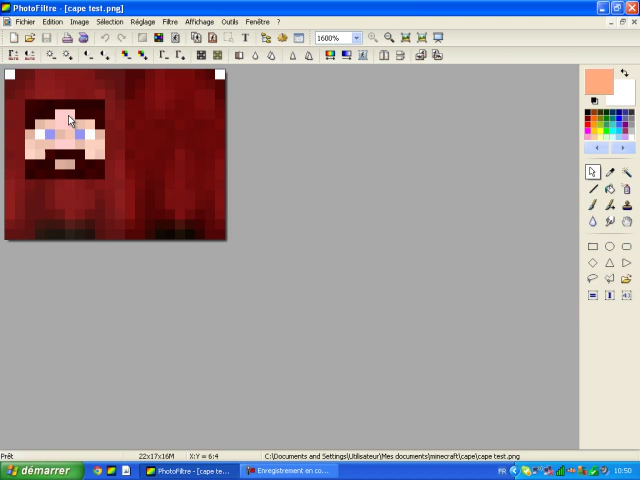 PhotoFiltre - [cape test.png]
Fichier Edition Image Sélection Réglage Filtre Affichage Outils Fenêtre ?
1600%
Prêt 22x17x16M X:Y = 6:4 C:\Documents and Settings\Utilisateur\Mes documents\minecraft\cape\cape test.png
démarrer PhotoFiltre - [cape te... Enregistrement en co... FR 10:50